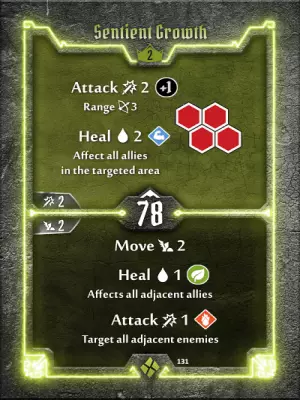 Sentient Growth
2
Attack 2 +1
Range 3
Heal 2
Affect all allies
in the targeted area
2
78
2
Move 2
Heal 1
Affects all adjacent allies
Attack 1
Target all adjacent enemies
131